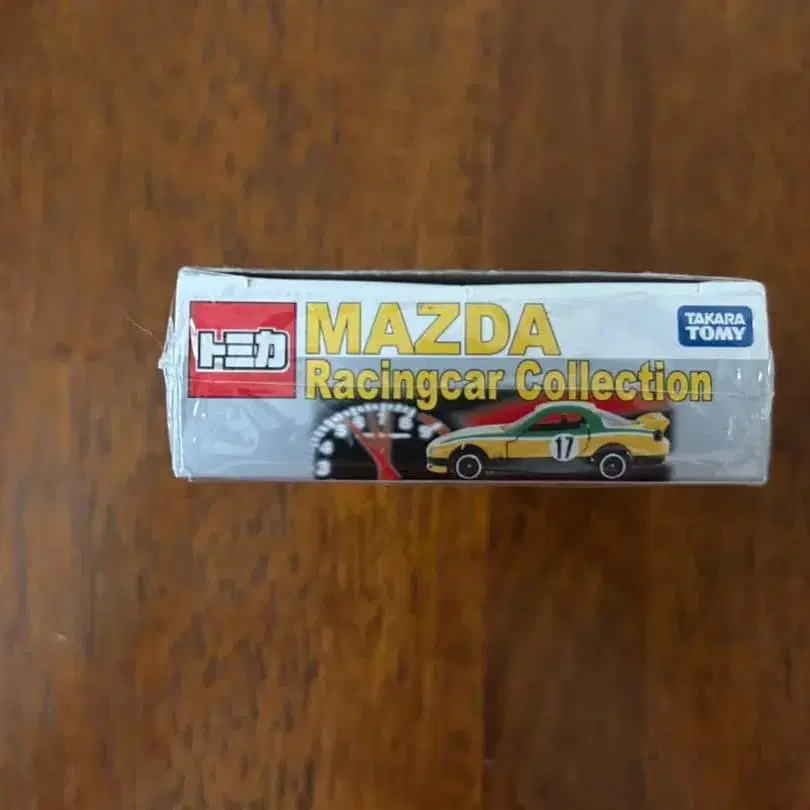 トミカ
MAZDA
Racingcar Collection
TAKARA
TOMY
17